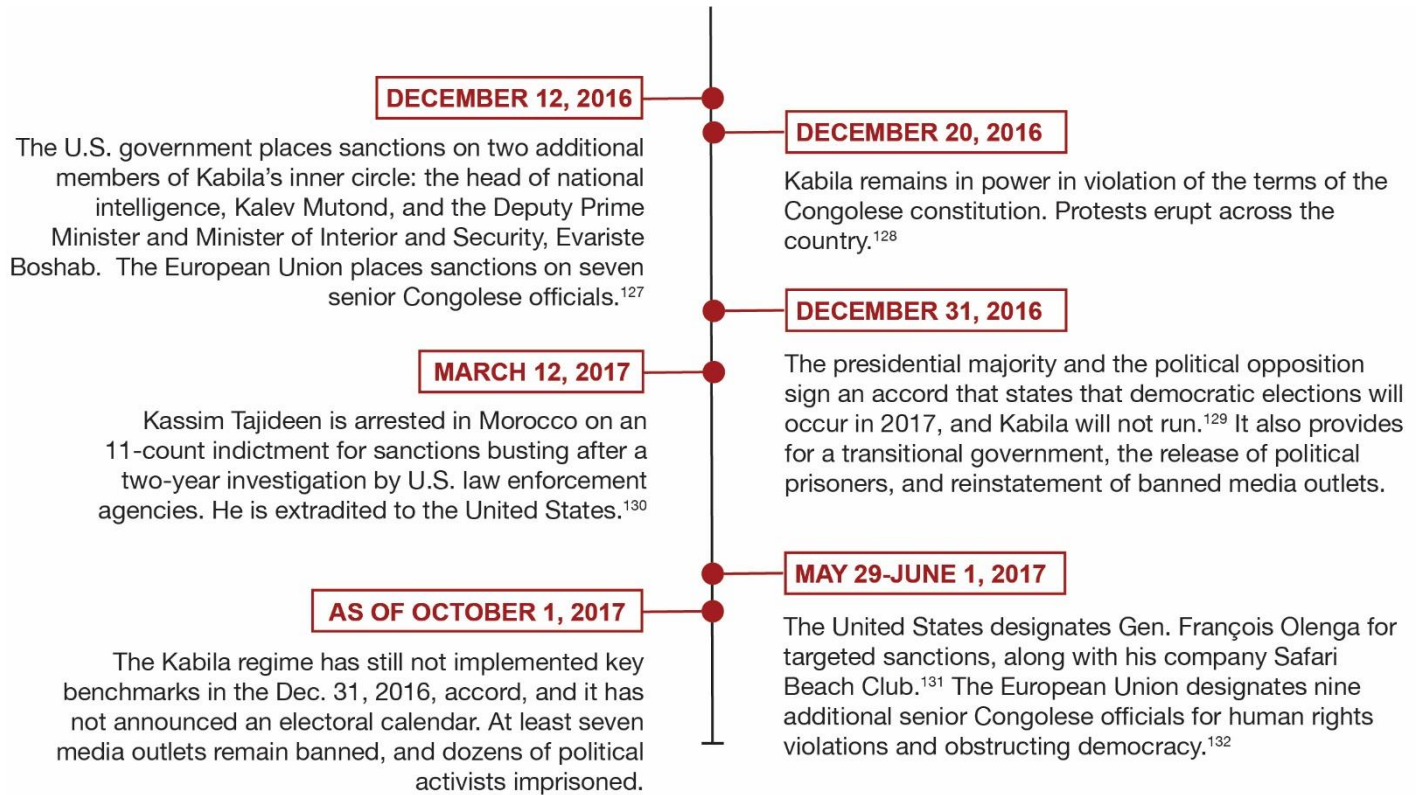 DECEMBER 12, 2016
The U.S. government places sanctions on two additional
members of Kabila’s inner circle: the head of national
intelligence, Kalev Mutond, and the Deputy Prime
Minister and Minister of Interior and Security, Evariste
Boshab.  The European Union places sanctions on seven
senior Congolese officials.127
DECEMBER 20, 2016
Kabila remains in power in violation of the terms of the
Congolese constitution. Protests erupt across the
country.128
DECEMBER 31, 2016
The presidential majority and the political opposition
sign an accord that states that democratic elections will
occur in 2017, and Kabila will not run.129 It also provides
for a transitional government, the release of political
prisoners, and reinstatement of banned media outlets.
MARCH 12, 2017
Kassim Tajideen is arrested in Morocco on an
11-count indictment for sanctions busting after a
two-year investigation by U.S. law enforcement
agencies. He is extradited to the United States.130
MAY 29-JUNE 1, 2017
The United States designates Gen. François Olenga for
targeted sanctions, along with his company Safari
Beach Club.131 The European Union designates nine
additional senior Congolese officials for human rights
violations and obstructing democracy.132
AS OF OCTOBER 1, 2017
The Kabila regime has still not implemented key
benchmarks in the Dec. 31, 2016, accord, and it has
not announced an electoral calendar. At least seven
media outlets remain banned, and dozens of political
activists imprisoned.